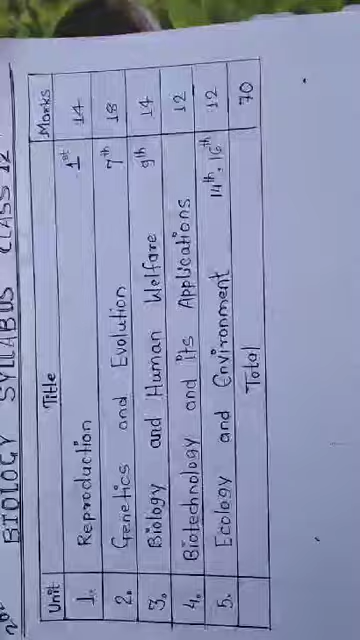 BIOLOGY SYLLABUS CLASS 12
Unit Title Marks
1. Reproduction 1st 14
2. Genetics and Evolution 7th 18
3. Biology and Human Welfare 9th 14
4. Biotechnology and its Applications 12
5. Ecology and Environment 14th, 16th 12
Total 70